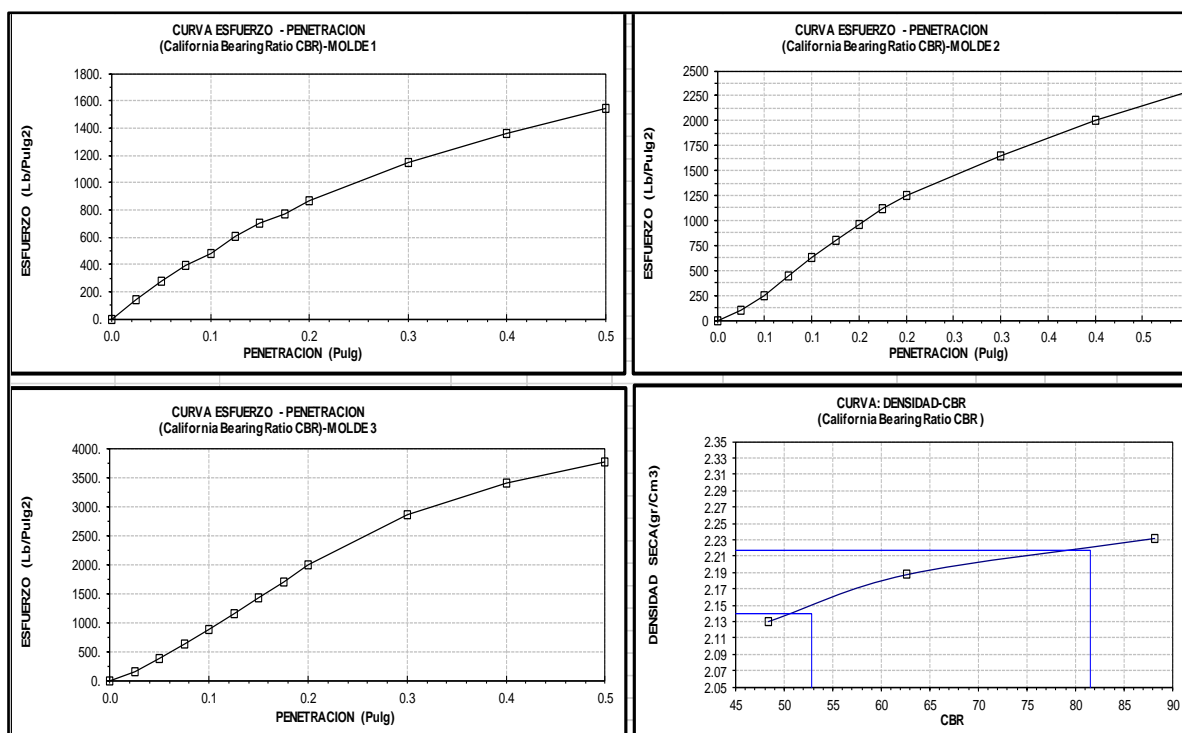 CURVA ESFUERZO - PENETRACION
(California Bearing Ratio CBR)-MOLDE 1
ESFUERZO (Lb/Pulg2)
1800.
1600.
1400.
1200.
1000.
800.
600.
400.
200.
0.
0.0 0.1 0.2 0.3 0.4 0.5
PENETRACION (Pulg)
CURVA ESFUERZO - PENETRACION
(California Bearing Ratio CBR)-MOLDE 2
ESFUERZO (Lb/Pulg2)
2500
2250
2000
1750
1500
1250
1000
750
500
250
0
0.0 0.1 0.1 0.2 0.2 0.3 0.3 0.4 0.4 0.5
PENETRACION (Pulg)
CURVA ESFUERZO - PENETRACION
(California Bearing Ratio CBR)-MOLDE 3
ESFUERZO (Lb/Pulg2)
4000.
3500.
3000.
2500.
2000.
1500.
1000.
500.
0.
0.0 0.1 0.2 0.3 0.4 0.5
PENETRACION (Pulg)
CURVA: DENSIDAD-CBR
(California Bearing Ratio CBR )
DENSIDAD SECA(gr/Cm3)
2.35
2.33
2.31
2.29
2.27
2.25
2.23
2.21
2.19
2.17
2.15
2.13
2.11
2.09
2.07
2.05
45 50 55 60 65 70 75 80 85 90
CBR